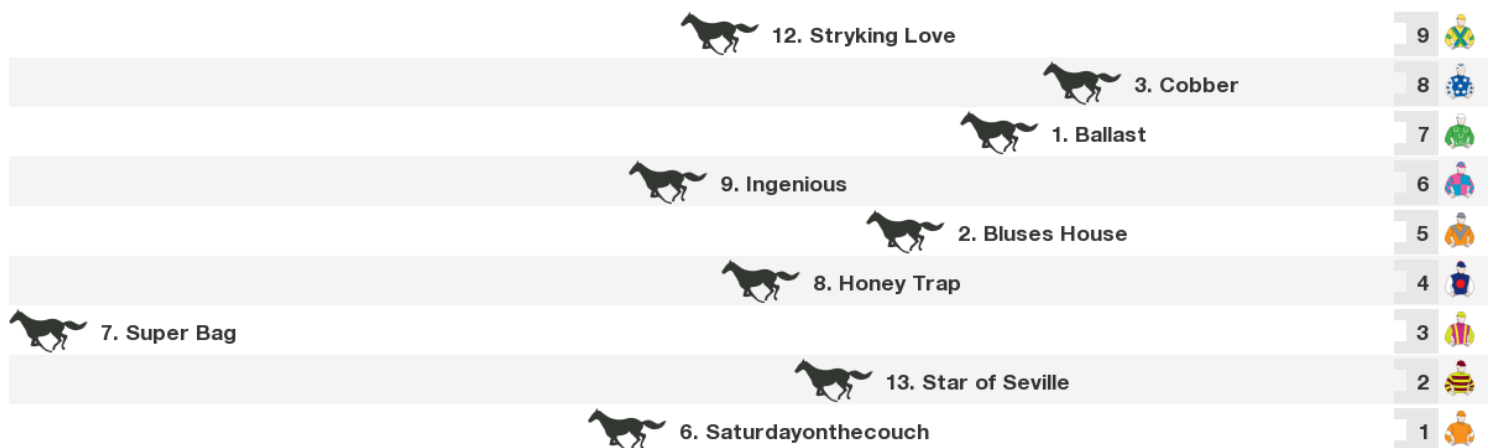 12. Stryking Love 9
3. Cobber 8
1. Ballast 7
9. Ingenious 6
2. Bluses House 5
8. Honey Trap 4
7. Super Bag 3
13. Star of Seville 2
6. Saturdayonthecouch 1